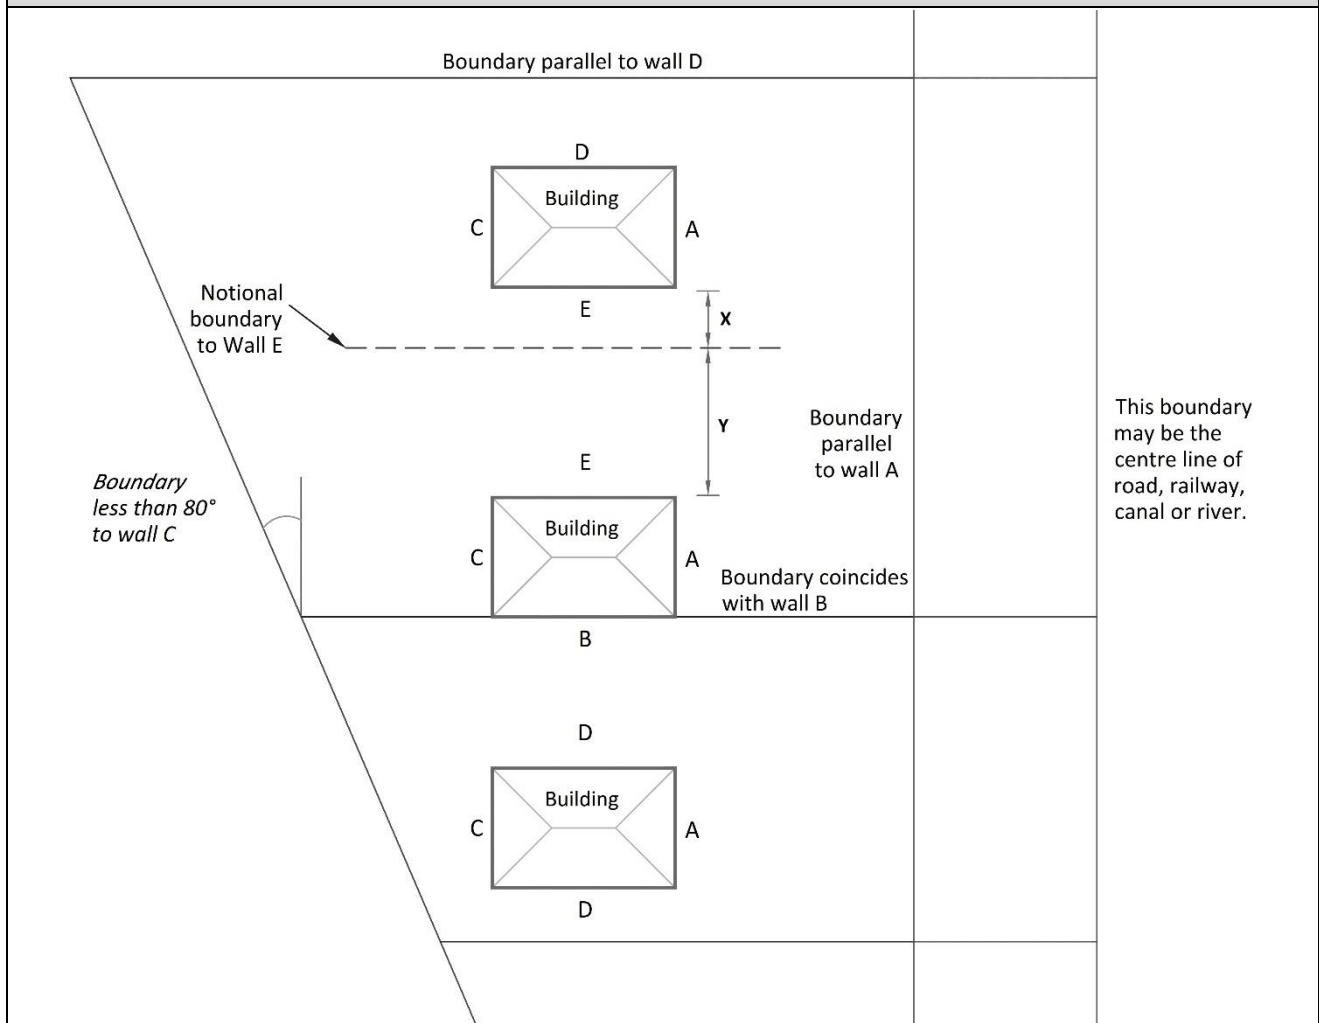 Boundary parallel to wall D
D
Building
C
A
Notional
boundary
to Wall E
E
X
Y
Boundary
parallel
to wall A
This boundary
may be the
centre line of
road, railway,
canal or river.
E
Boundary
less than 80°
to wall C
Building
C
A
Boundary coincides
with wall B
B
D
Building
C
A
D